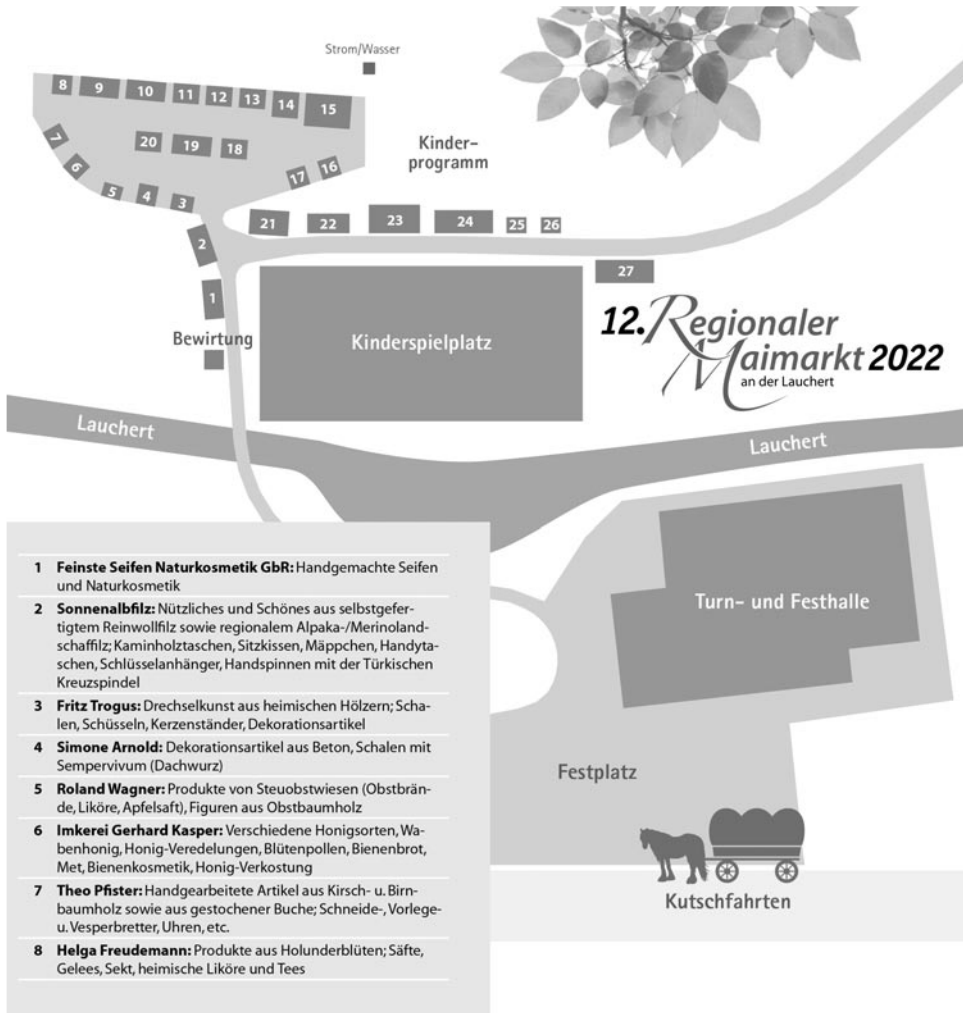 Strom/Wasser
8 9 10 11 12 13 14 15
7 20 19 18
Kinder-
programm
6 17 16
5 4 3
21 22 23 24 25 26
2
27
1
12. Regionaler
Maimarkt 2022
an der Lauchert
Bewirtung
Kinderspielplatz
Lauchert
Lauchert
Turn- und Festhalle
Festplatz
Kutschfahrten
1 Feinste Seifen Naturkosmetik GbR: Handgemachte Seifen
und Naturkosmetik
2 Sonnenalbfilz: Nützliches und Schönes aus selbstgefer-
tigtem Reinwollfilz sowie regionalem Alpaka-/Merinoland-
schaffilz; Kaminholztaschen, Sitzkissen, Mäppchen, Handyta-
schen, Schlüsselanhänger, Handspinnen mit der Türkischen
Kreuzspindel
3 Fritz Trogus: Drechselkunst aus heimischen Hölzern; Scha-
len, Schüsseln, Kerzenständer, Dekorationsartikel
4 Simone Arnold: Dekorationsartikel aus Beton, Schalen mit
Sempervivum (Dachwurz)
5 Roland Wagner: Produkte von Steuobstwiesen (Obstbrän-
de, Liköre, Apfelsaft), Figuren aus Obstbaumholz
6 Imkerei Gerhard Kasper: Verschiedene Honigsorten, Wa-
benhonig, Honig-Veredelungen, Blütenpollen, Bienenbrot,
Met, Bienenkosmetik, Honig-Verkostung
7 Theo Pfister: Handgearbeitete Artikel aus Kirsch- u. Birn-
baumholz sowie aus gestochener Buche; Schneide-, Vorlege-
u. Vesperbretter, Uhren, etc.
8 Helga Freudemann: Produkte aus Holunderblüten; Säfte,
Gelees, Sekt, heimische Liköre und Tees